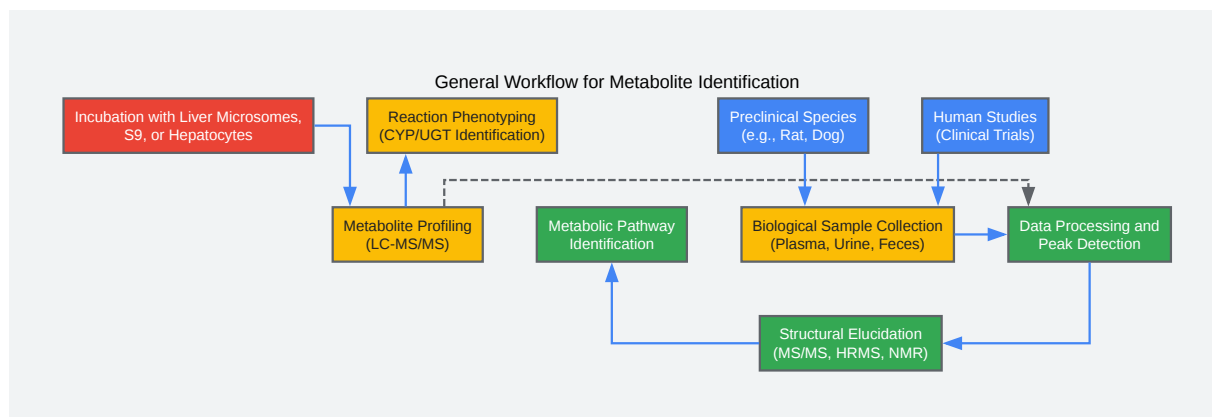 General Workflow for Metabolite Identification
Incubation with Liver Microsomes,
S9, or Hepatocytes
Reaction Phenotyping
(CYP/UGT Identification)
Preclinical Species
(e.g., Rat, Dog)
Human Studies
(Clinical Trials)
Metabolite Profiling
(LC-MS/MS)
Metabolic Pathway
Identification
Biological Sample Collection
(Plasma, Urine, Feces)
Data Processing and
Peak Detection
Structural Elucidation
(MS/MS, HRMS, NMR)